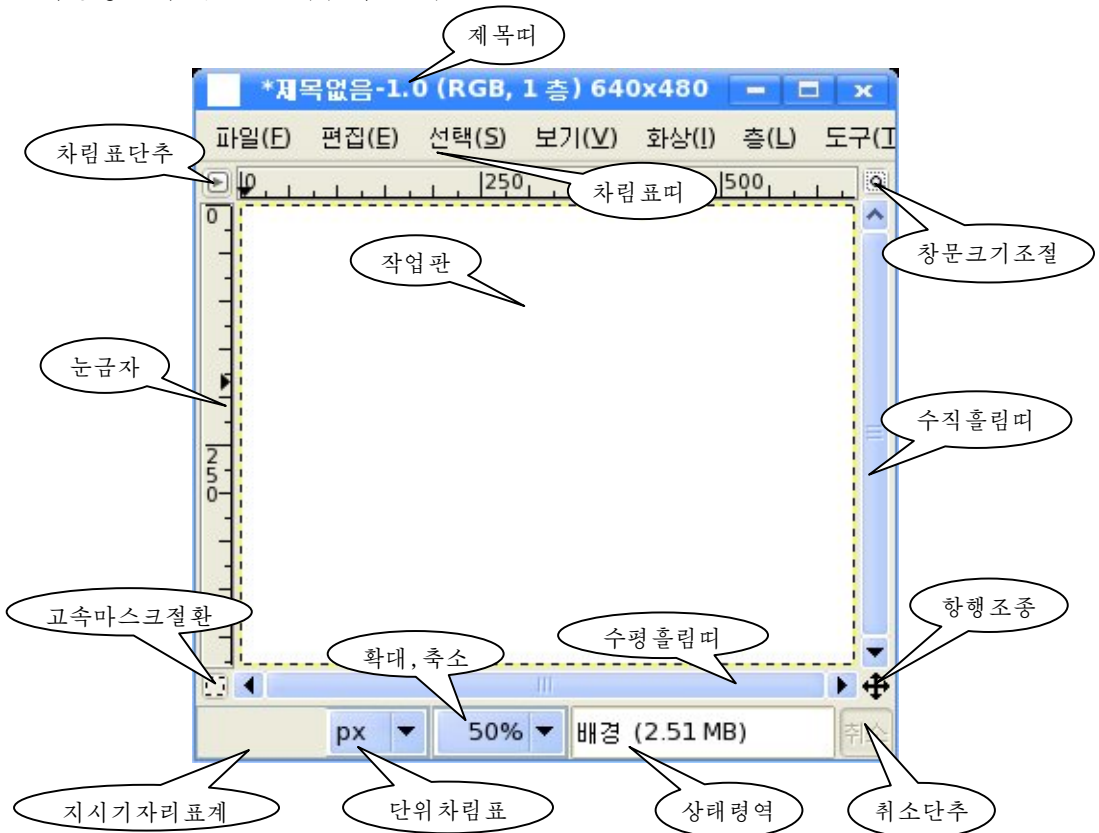 제목띠
*제목없음-1.0 (RGB, 1 층) 640x480
파일(F) 편집(E) 선택(S) 보기(V) 화상(I) 층(L) 도구(T
차림표단추
0 250 500
차림표띠
창문크기조절
0
작업판
눈금자
수직흘림띠
250
고속마스크절환
항행조종
수평흘림띠
확대,축소
px 50% 배경 (2.51 MB) 취소
지시기자리표계
단위차림표
상태령역
취소단추